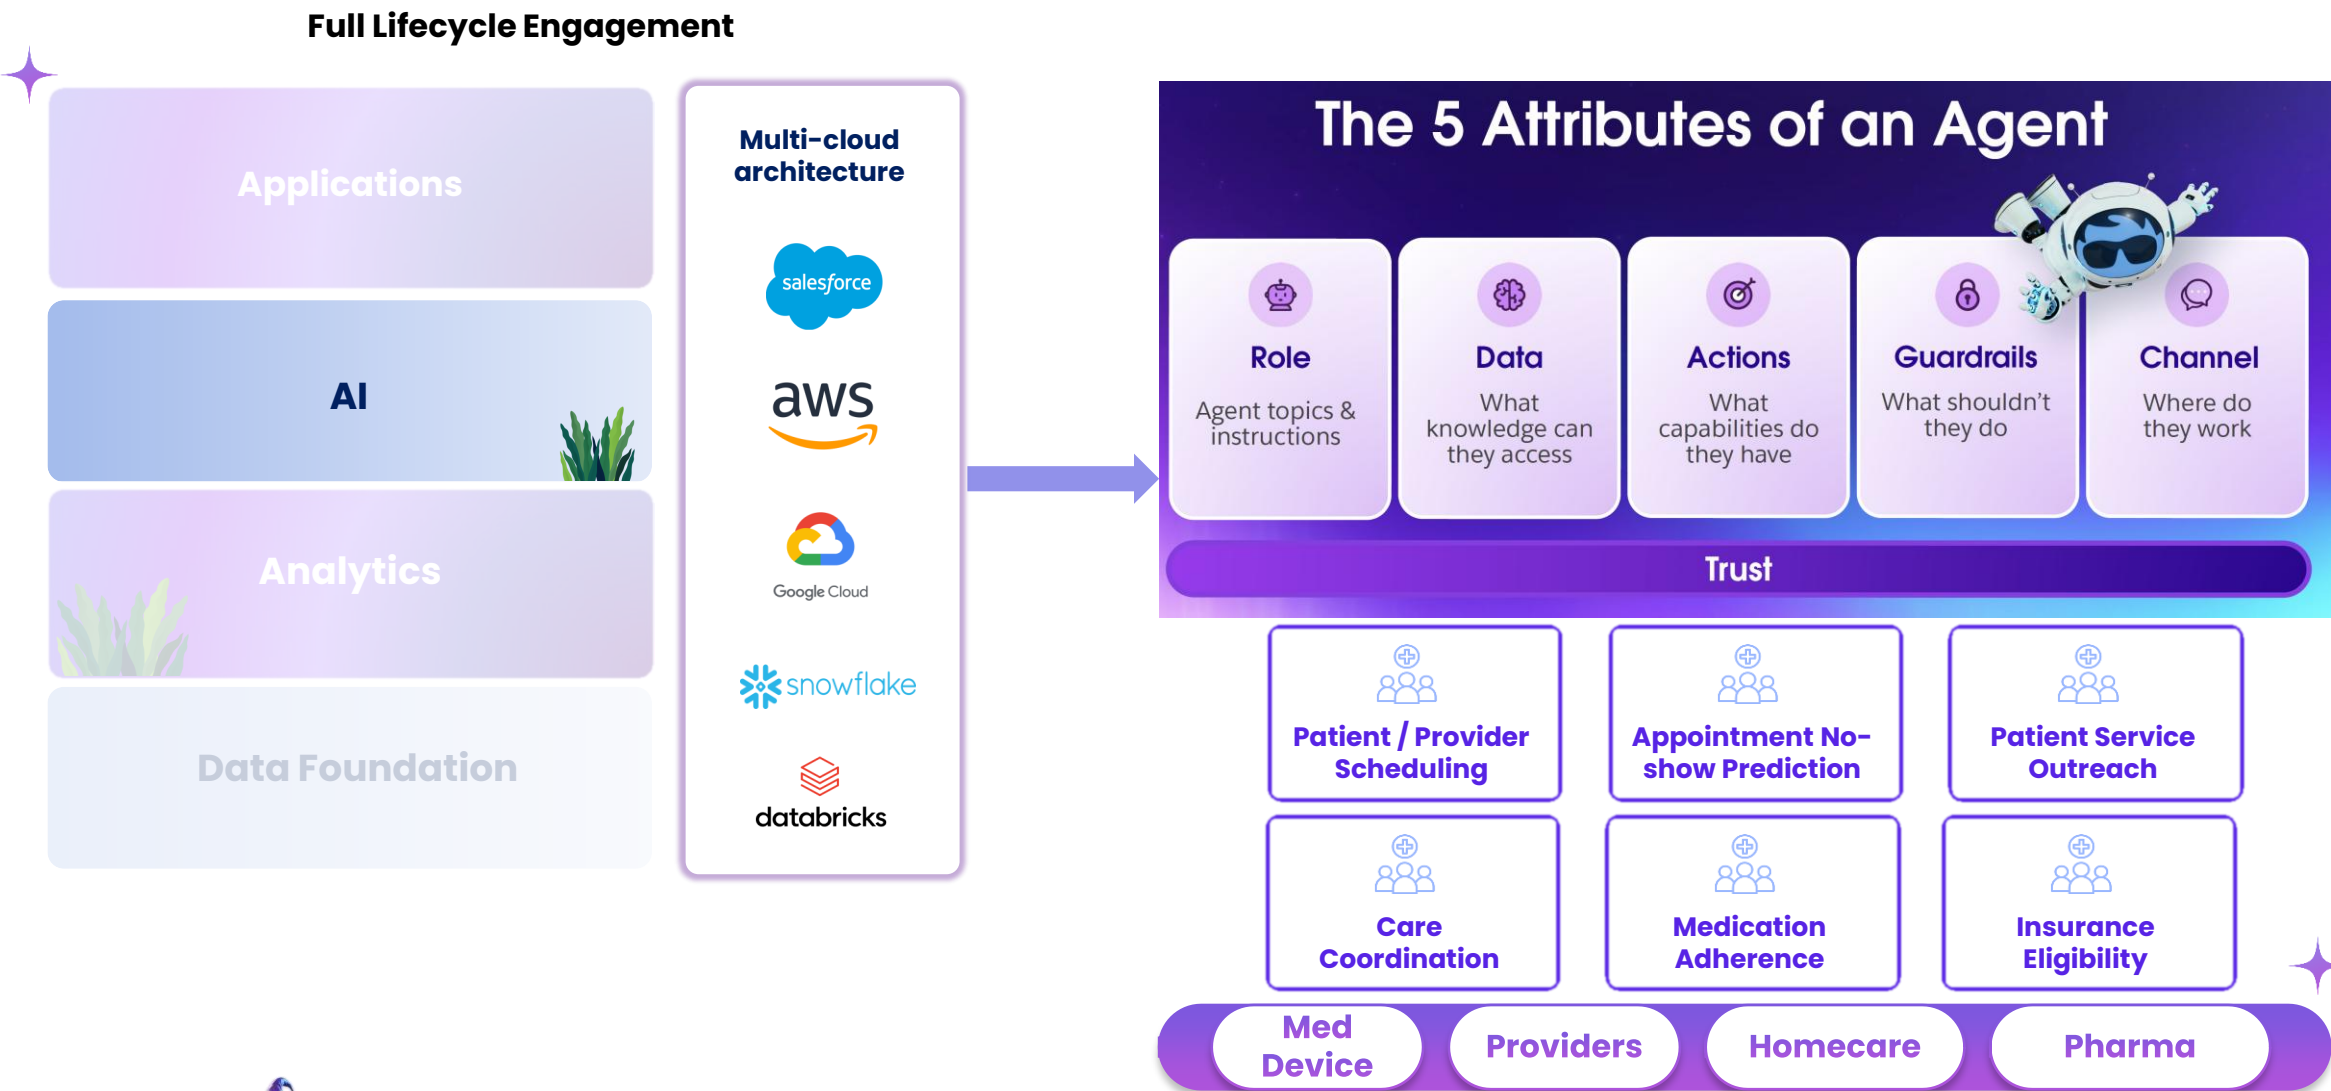 Full Lifecycle Engagement
Applications
AI
Analytics
Data Foundation
Multi-cloud
architecture
salesforce
aws
Google Cloud
snowflake
databricks
The 5 Attributes of an Agent
Role
Agent topics &
instructions
Data
What
knowledge can
they access
Actions
What
capabilities do
they have
Guardrails
What shouldn't
they do
Channel
Where do
they work
Trust
Patient / Provider
Scheduling
Appointment No-
show Prediction
Patient Service
Outreach
Care
Coordination
Medication
Adherence
Insurance
Eligibility
Med
Device
Providers
Homecare
Pharma